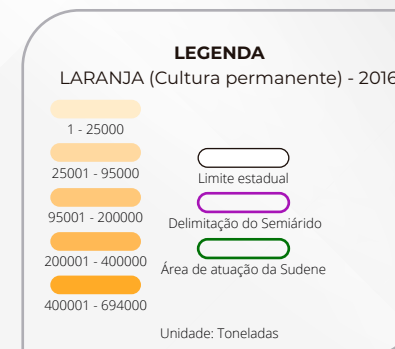 LEGENDA
LARANJA (Cultura permanente) - 2016
1 - 25000
25001 - 95000
95001 - 200000
200001 - 400000
400001 - 694000
Limite estadual
Delimitação do Semiárido
Área de atuação da Sudene
Unidade: Toneladas